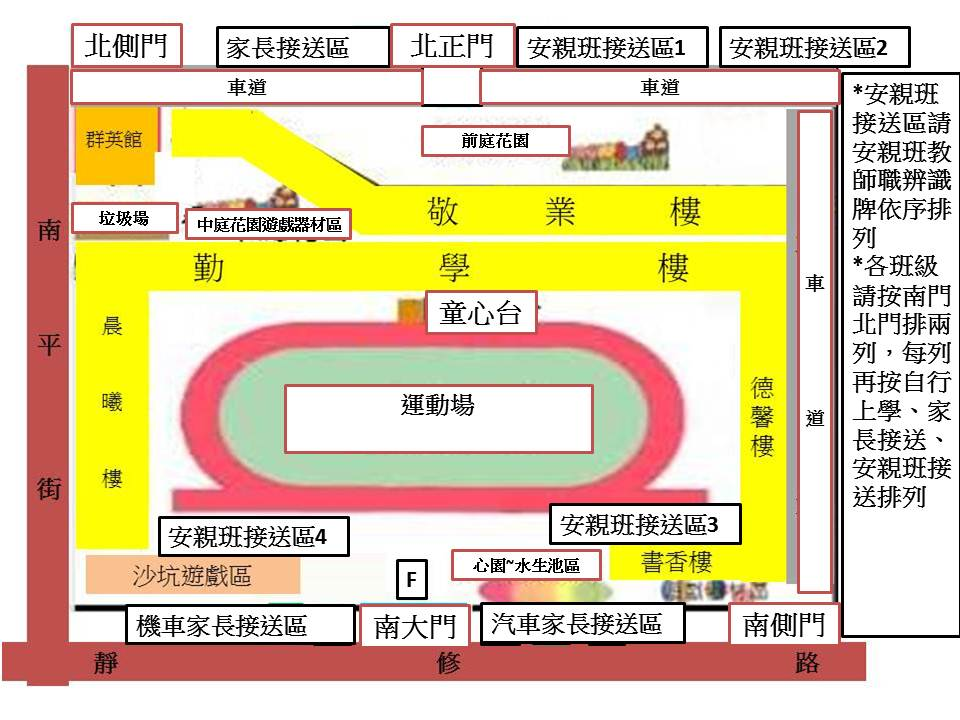 北側門
家長接送區
北正門
安親班接送區1
安親班接送區2
車道
車道
群英館
前庭花園
垃圾場
中庭花園遊戲器材區
敬業樓
勤學樓
童心台
運動場
晨曦樓
德馨樓
車道
南平街
安親班接送區4
安親班接送區3
沙坑遊戲區
F
心園~水生池區
書香樓
機車家長接送區
南大門
汽車家長接送區
南側門
靜修路
*安親班
接送區請
安親班教
師職辨識
牌依序排
列
*各班級
請按南門
北門排兩
列，每列
再按自行
上學、家
長接送、
安親班接
送排列